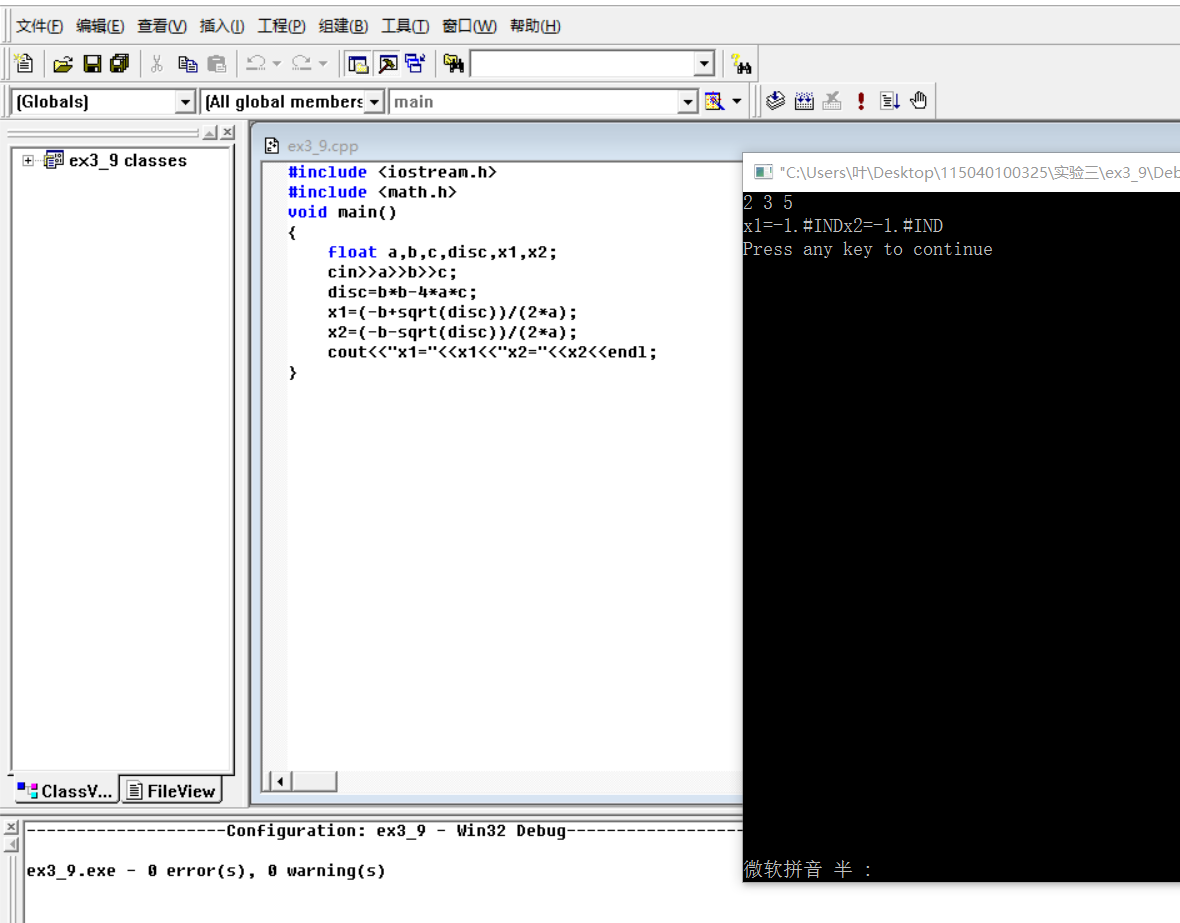 文件(F) 编辑(E) 查看(V) 插入(I) 工程(P) 组建(B) 工具(T) 窗口(W) 帮助(H)
(Globals) (All global members main
ex3_9 classes
ex3_9.cpp
#include <iostream.h>
#include <math.h>
void main()
{
    float a,b,c,disc,x1,x2;
    cin>>a>>b>>c;
    disc=b*b-4*a*c;
    x1=(-b+sqrt(disc))/(2*a);
    x2=(-b-sqrt(disc))/(2*a);
    cout<<"x1="<<x1<<"x2="<<x2<<endl;
}
"C:\Users\叶\Desktop\115040100325\实验三\ex3_9\Deb
2 3 5
x1=-1.#INDx2=-1.#IND
Press any key to continue
微软拼音 半 :
ClassV... FileView
--------------------Configuration: ex3_9 - Win32 Debug------------------
ex3_9.exe - 0 error(s), 0 warning(s)